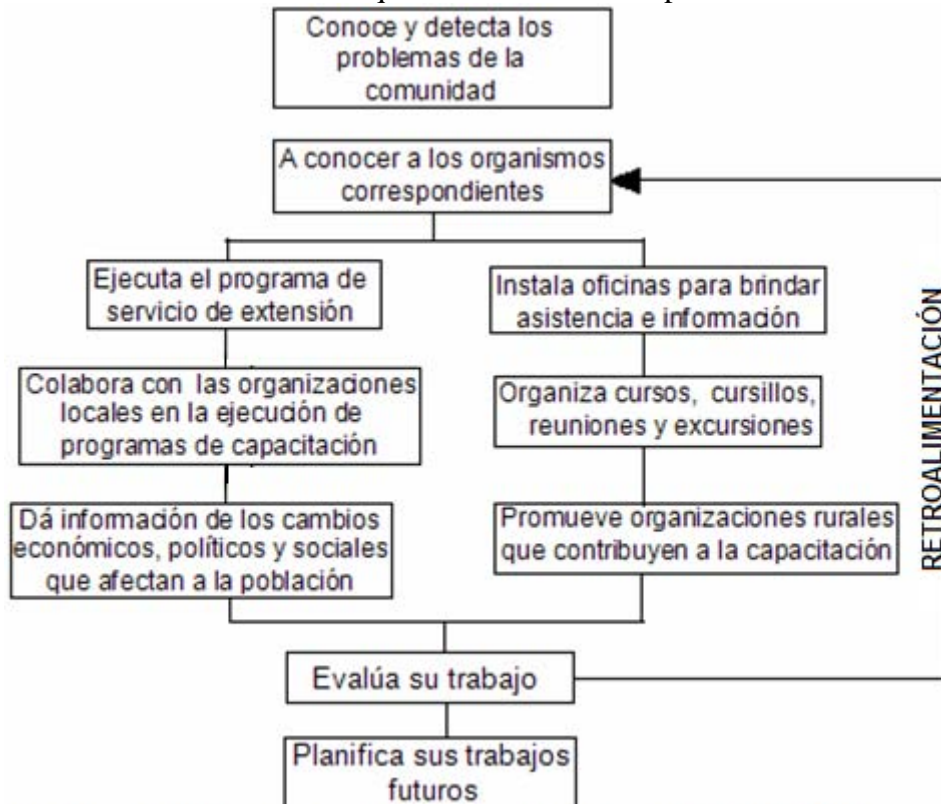 Conoce y detecta los
problemas de la
comunidad
A conocer a los organismos
correspondientes
Ejecuta el programa de
servicio de extensión
Instala oficinas para brindar
asistencia e información
Colabora con las organizaciones
locales en la ejecución de
programas de capacitación
Organiza cursos, cursillos,
reuniones y excursiones
Dá información de los cambios
económicos, políticos y sociales
que afectan a la población
Promueve organizaciones rurales
que contribuyen a la capacitación
RETROALIMENTACIÓN
Evalúa su trabajo
Planifica sus trabajos
futuros